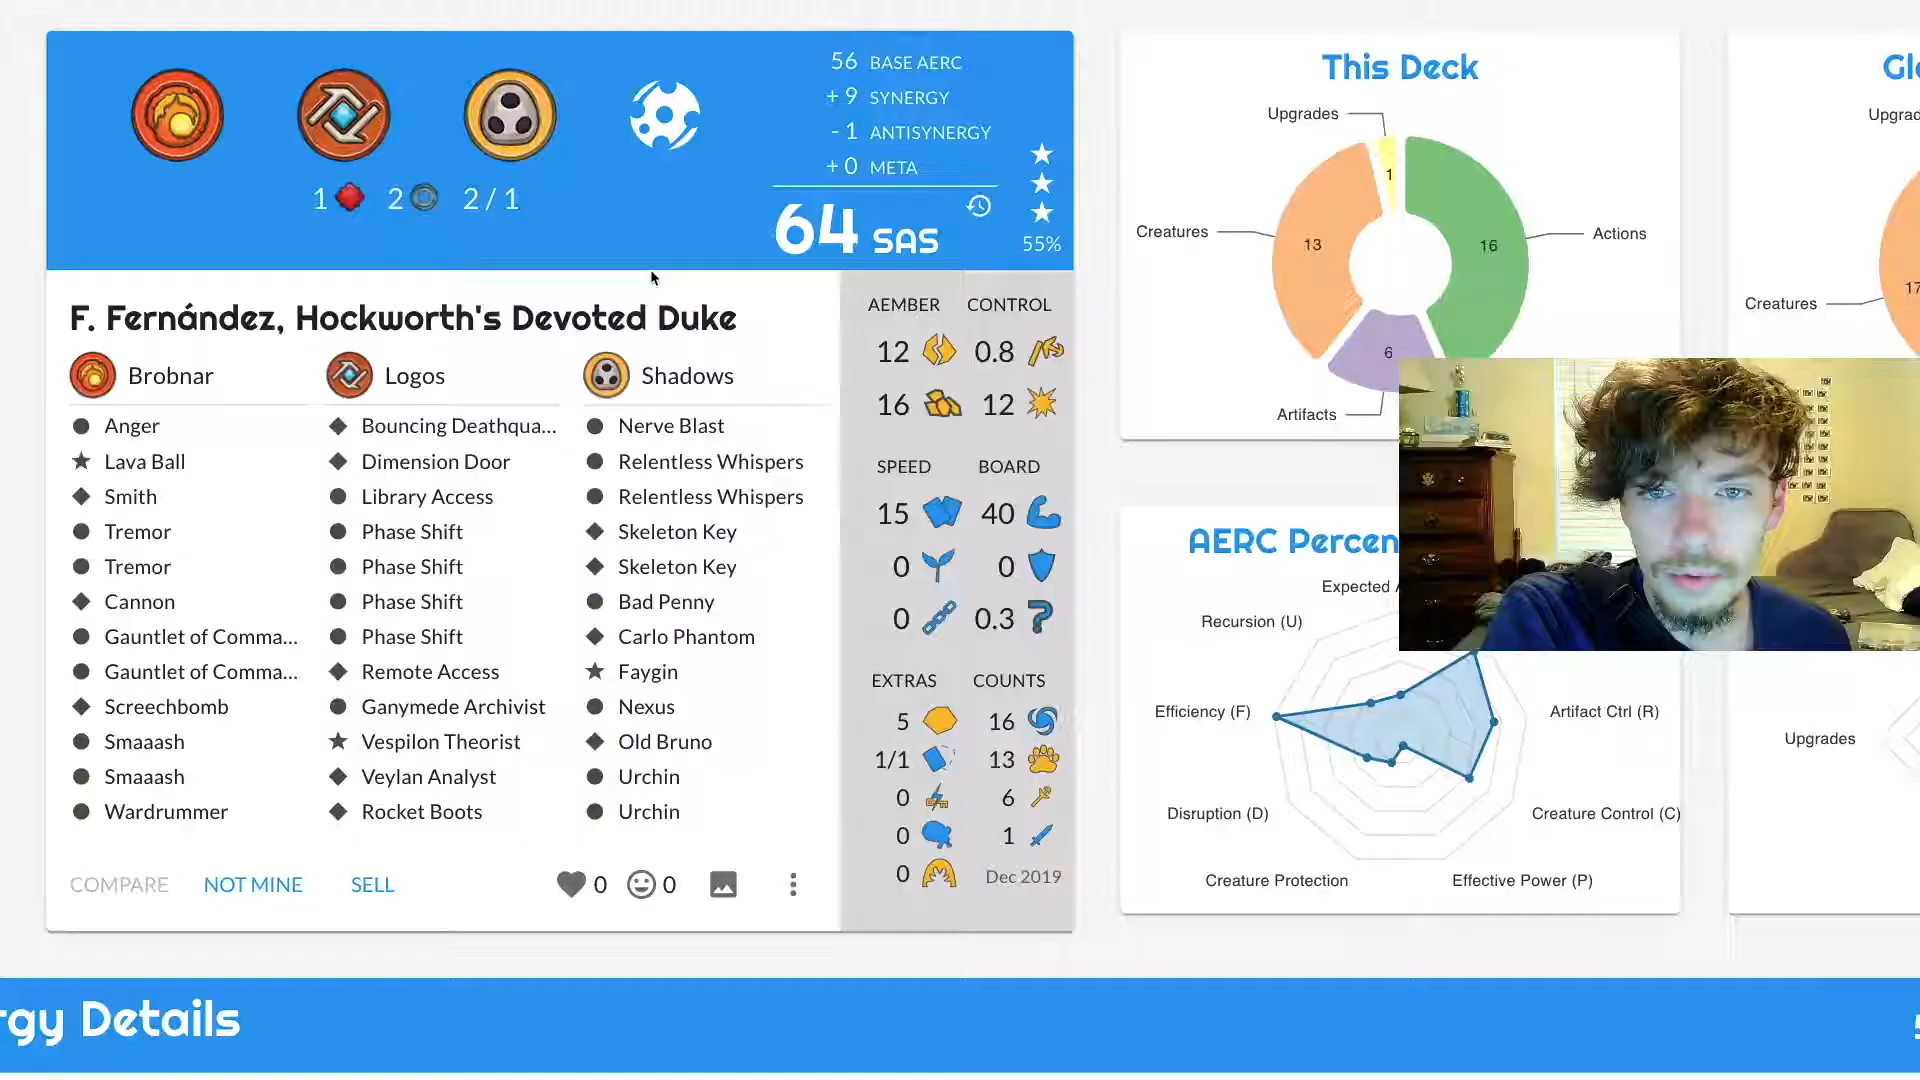 56 BASE AERC
+ 9 SYNERGY
- 1 ANTISYNERGY
+ 0 META
64 SAS
55%
1 2 2 / 1
F. Fernández, Hockworth's Devoted Duke
Brobnar
Anger
Lava Ball
Smith
Tremor
Tremor
Cannon
Gauntlet of Comma...
Gauntlet of Comma...
Screechbomb
Smaaash
Smaaash
Wardrummer
Logos
Bouncing Deathqua...
Dimension Door
Library Access
Phase Shift
Phase Shift
Phase Shift
Phase Shift
Remote Access
Ganymede Archivist
Vespilon Theorist
Veylan Analyst
Rocket Boots
Shadows
Nerve Blast
Relentless Whispers
Relentless Whispers
Skeleton Key
Skeleton Key
Bad Penny
Carlo Phantom
Faygin
Nexus
Old Bruno
Urchin
Urchin
COMPARE NOT MINE SELL 0 0
AEMBER CONTROL
12 0.8
16 12
SPEED BOARD
15 40
0 0
0 0.3
EXTRAS COUNTS
5 16
1/1 13
0 6
0 1
0 Dec 2019
This Deck
Upgrades
1
Creatures
13
16
Actions
6
Artifacts
AERC Percen
Expected A
Recursion (U)
Efficiency (F)
Artifact Ctrl (R)
Disruption (D)
Creature Control (C)
Creature Protection
Effective Power (P)
Gl
Upgrad
Creatures
17
Upgrades
rgy Details